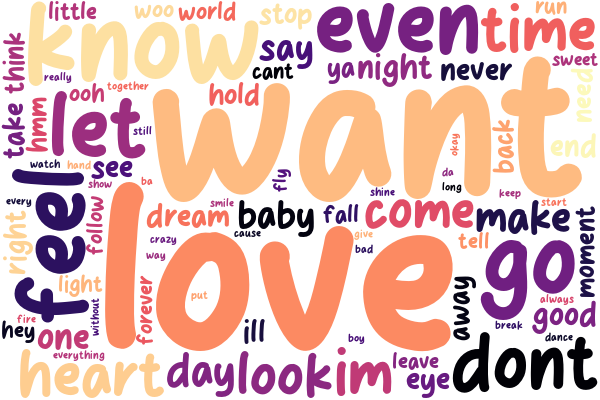 little
woo
world
stop
even
time
run
know
say
cant
ya
night
never
sweet
take
think
really
ooh
together
hold
want
need
hmm
let
still
okay
back
end
watch
hand
see
fly
da
long
feel
show
ba
shine
keep
every
follow
dream
smile
baby
fall
come
make
start
moment
right
crazy
cause
give
bad
tell
go
way
love
light
put
always
fire
without
forever
away
good
hey
one
ill
boy
break
dance
everything
heart
day
look
im
leave
eye
dont